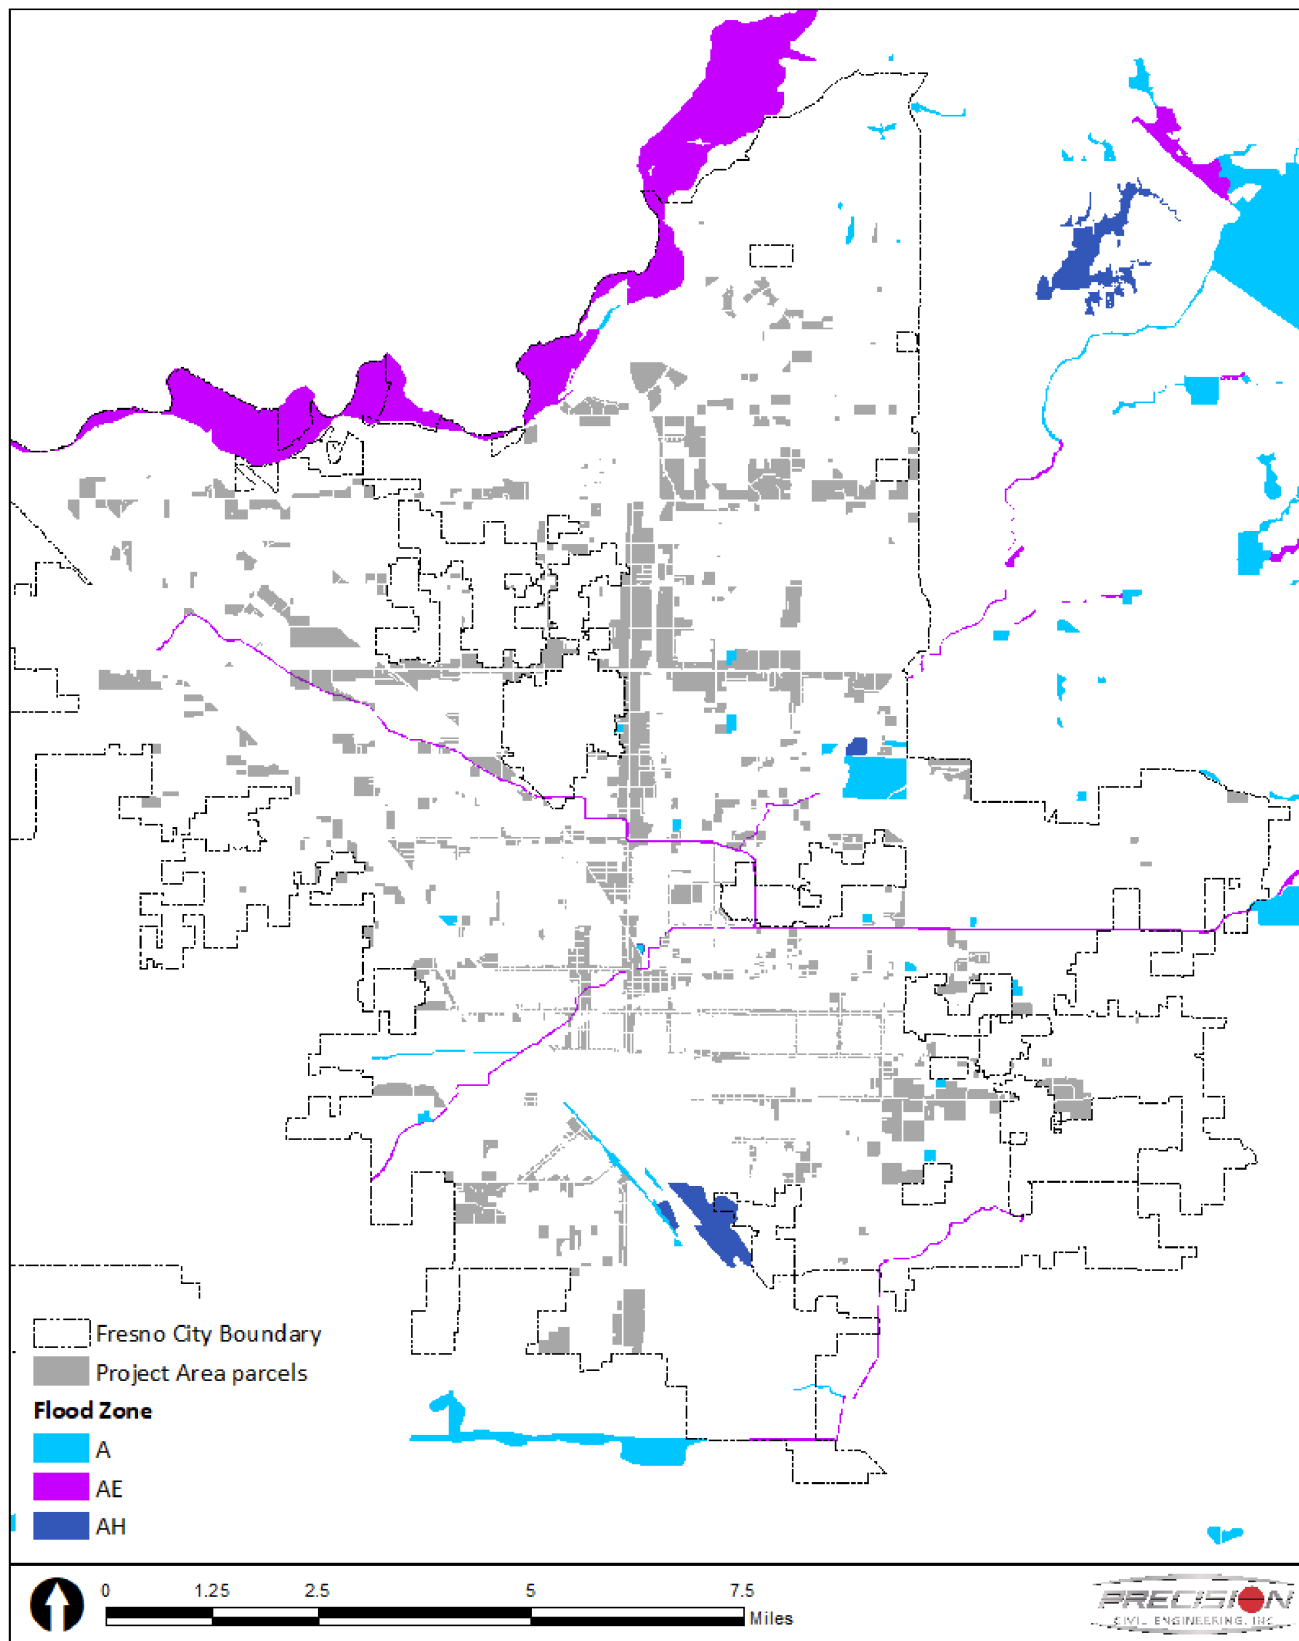 Fresno City Boundary
Project Area parcels
Flood Zone
A
AE
AH
0 1.25 2.5 5 7.5
Miles
PRECISION
CIVIL ENGINEERING, INC.